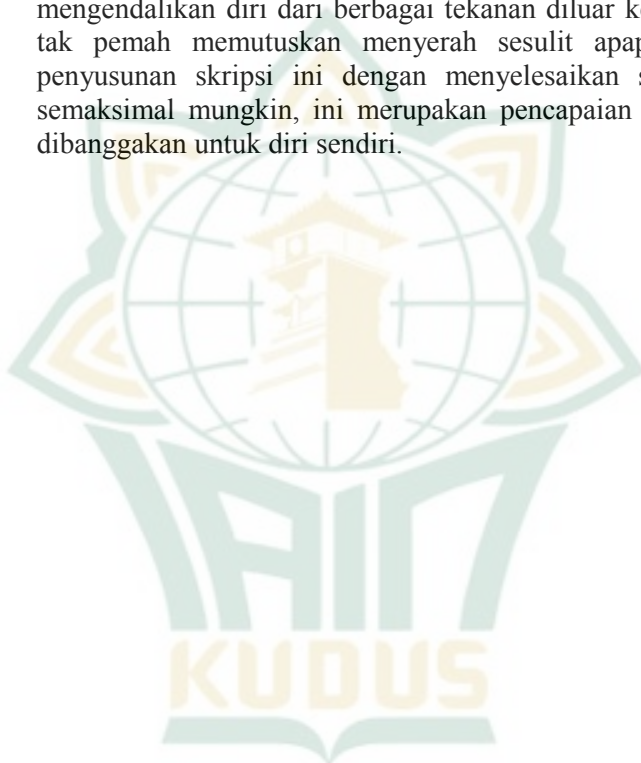 mengendalikan diri dari berbagai tekanan diluar
tak pemah memutuskan menyerah sesulit
penyusunan skripsi ini dengan menyelesaikan
semaksimal mungkin, ini merupakan pencapaian
dibanggakan untuk diri sendiri.
IAIN
KUDUS